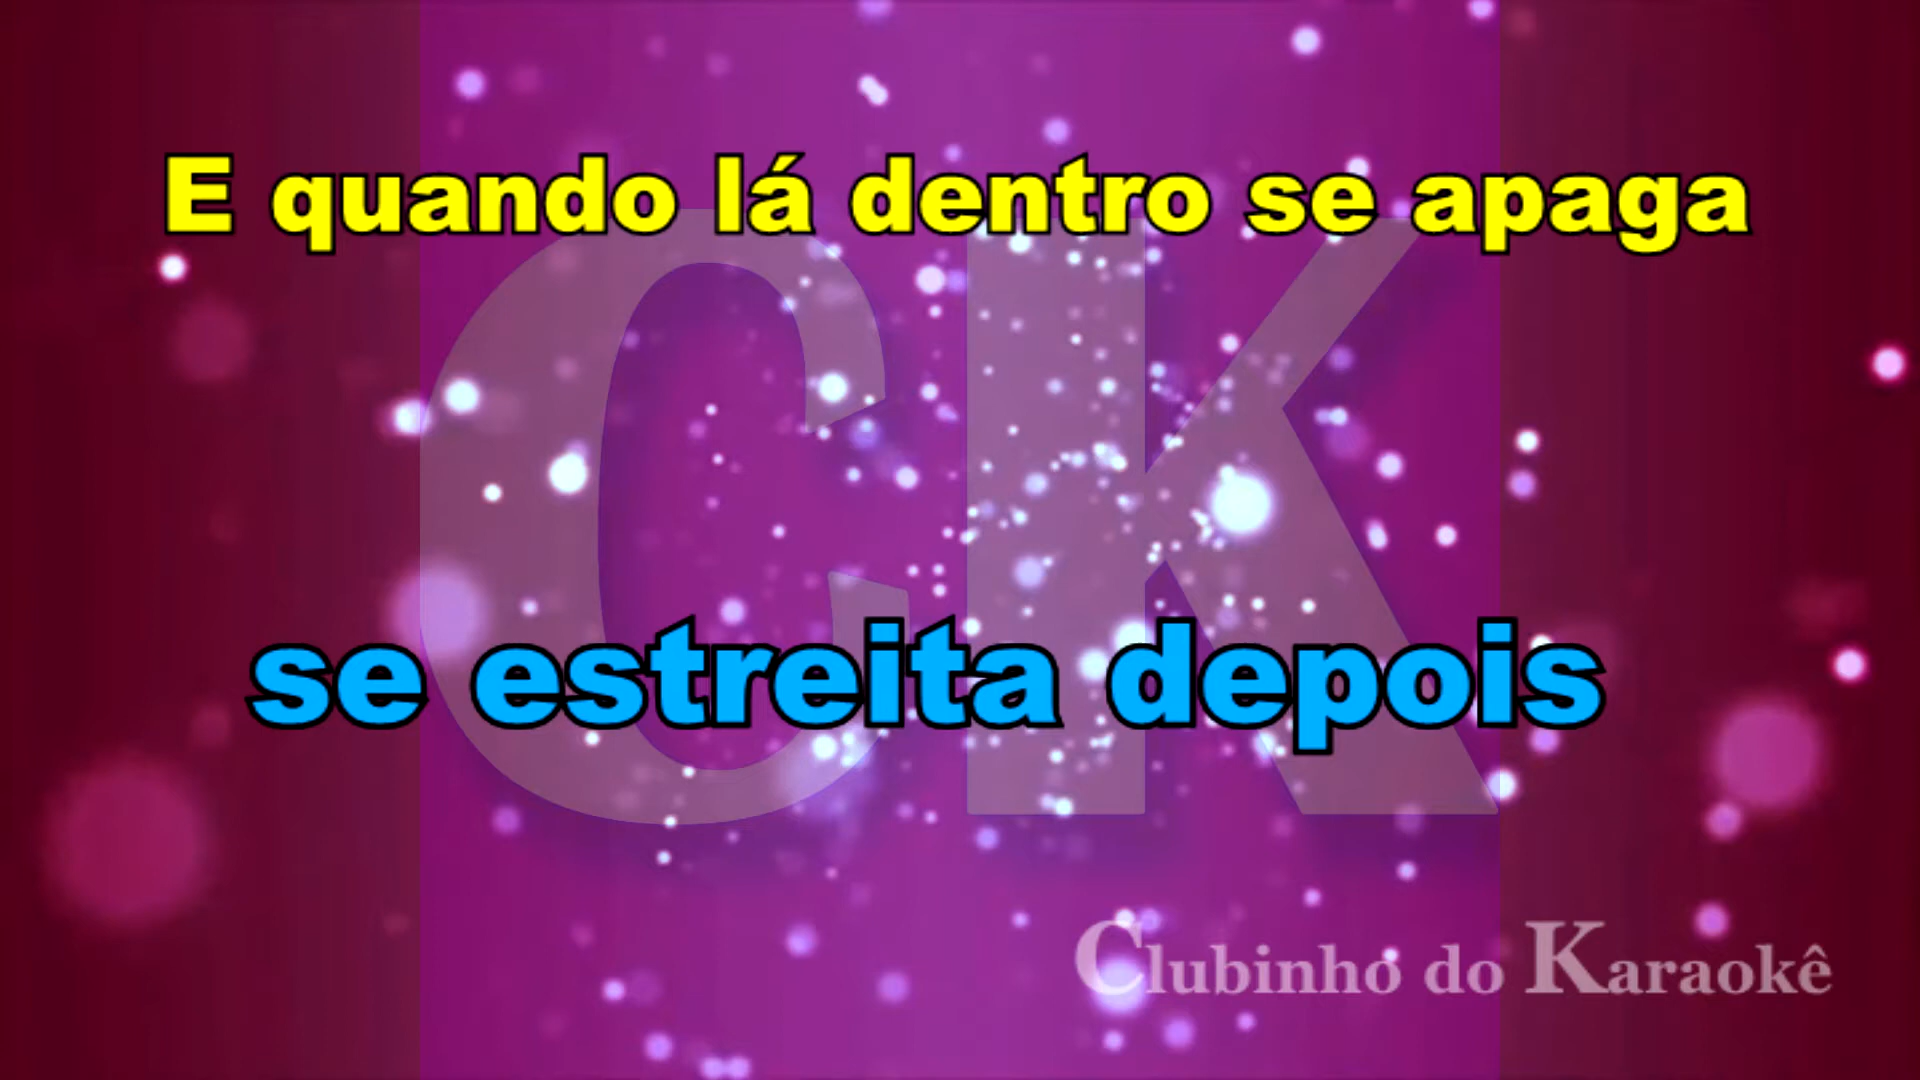 E quando lá dentro se apaga
CK
se estreita depois
Clubinho do Karaokê